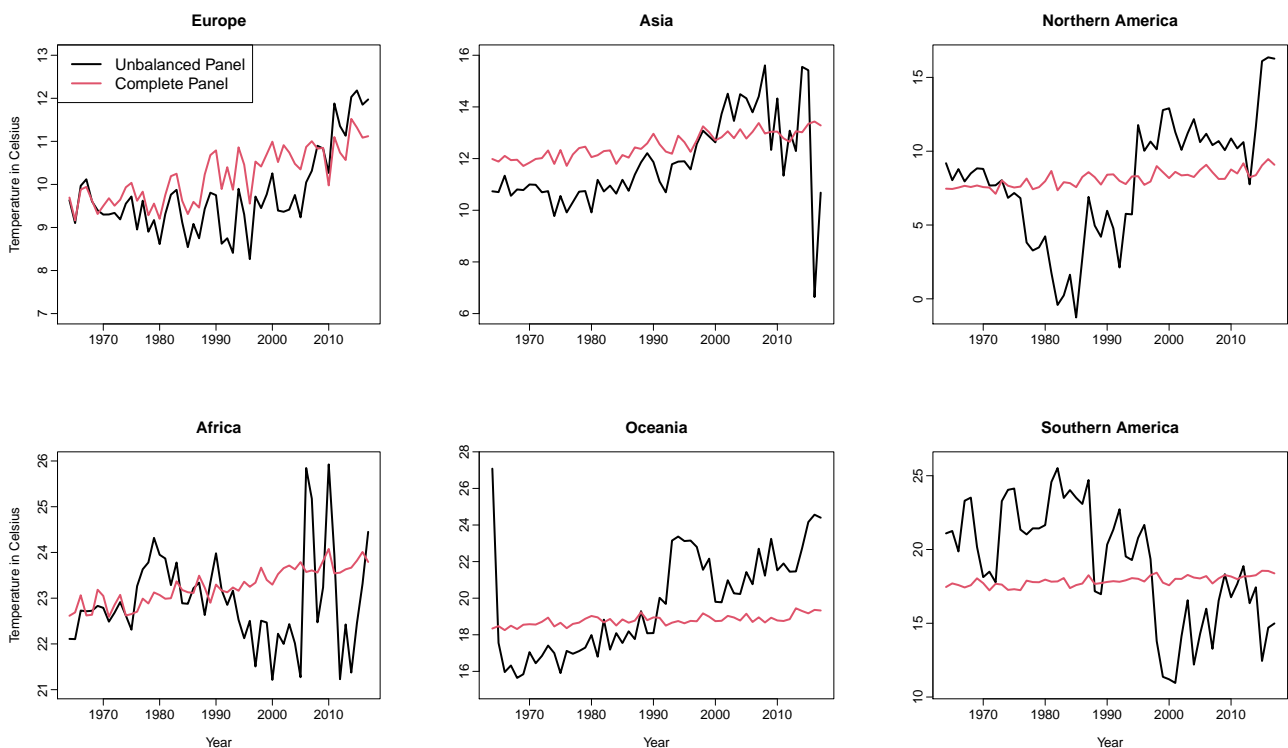 Europe
Asia
Northern America
Unbalanced Panel
Complete Panel
Temperature in Celsius
7 8 9 10 11 12 13
6 8 10 12 14 16
0 5 10 15
1970 1980 1990 2000 2010
1970 1980 1990 2000 2010
1970 1980 1990 2000 2010
Africa
Oceania
Southern America
Temperature in Celsius
21 22 23 24 25 26
16 18 20 22 24 26 28
10 15 20 25
1970 1980 1990 2000 2010
1970 1980 1990 2000 2010
1970 1980 1990 2000 2010
Year
Year
Year